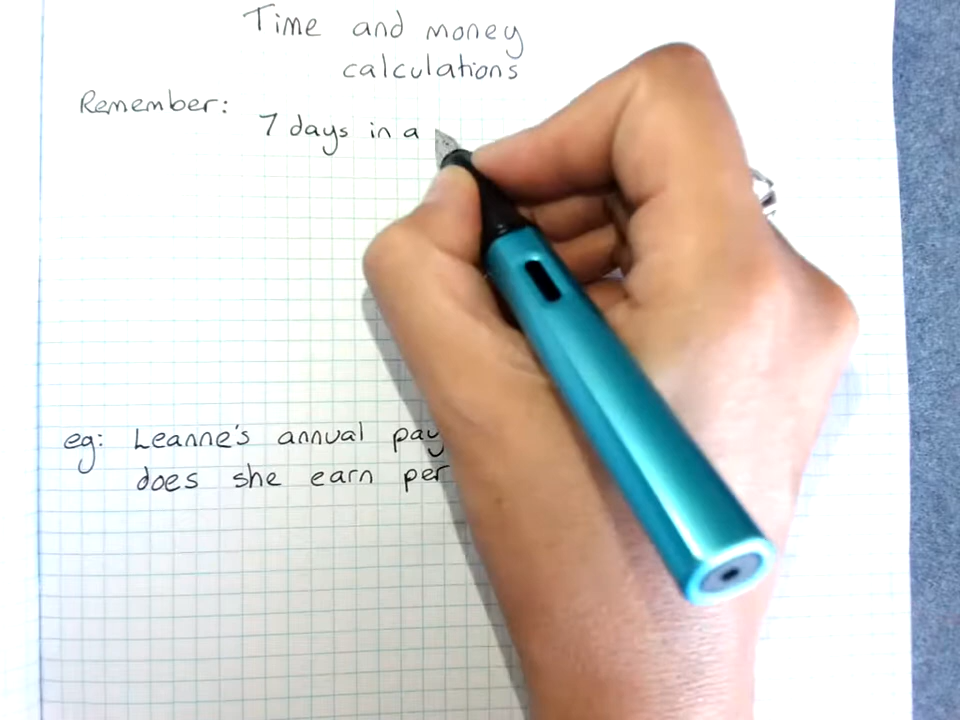 Time and money
calculations
Remember:
7 days in a
eg: Leanne's annual pay
does she earn per